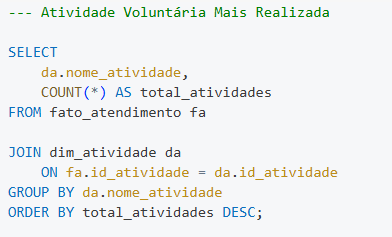 --- Atividade Voluntária Mais Realizada
SELECT
da.nome_atividade,
COUNT(*) AS total_atividades
FROM fato_atendimento fa
JOIN dim_atividade da
ON fa.id_atividade = da.id_atividade
GROUP BY da.nome_atividade
ORDER BY total_atividades DESC;